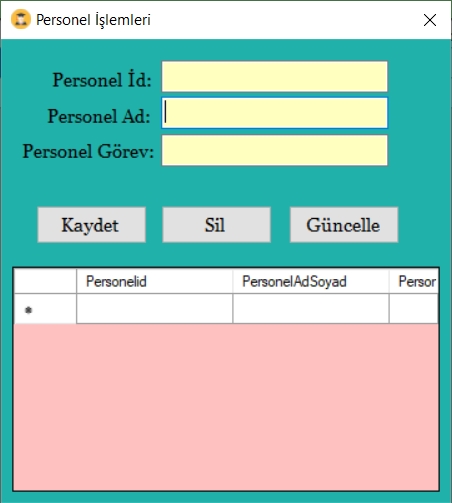 Personel İşlemleri
Personel İd:
Personel Ad:
Personel Görev:
Kaydet Sil Güncelle
Personelid PersonelAdSoyad Persor